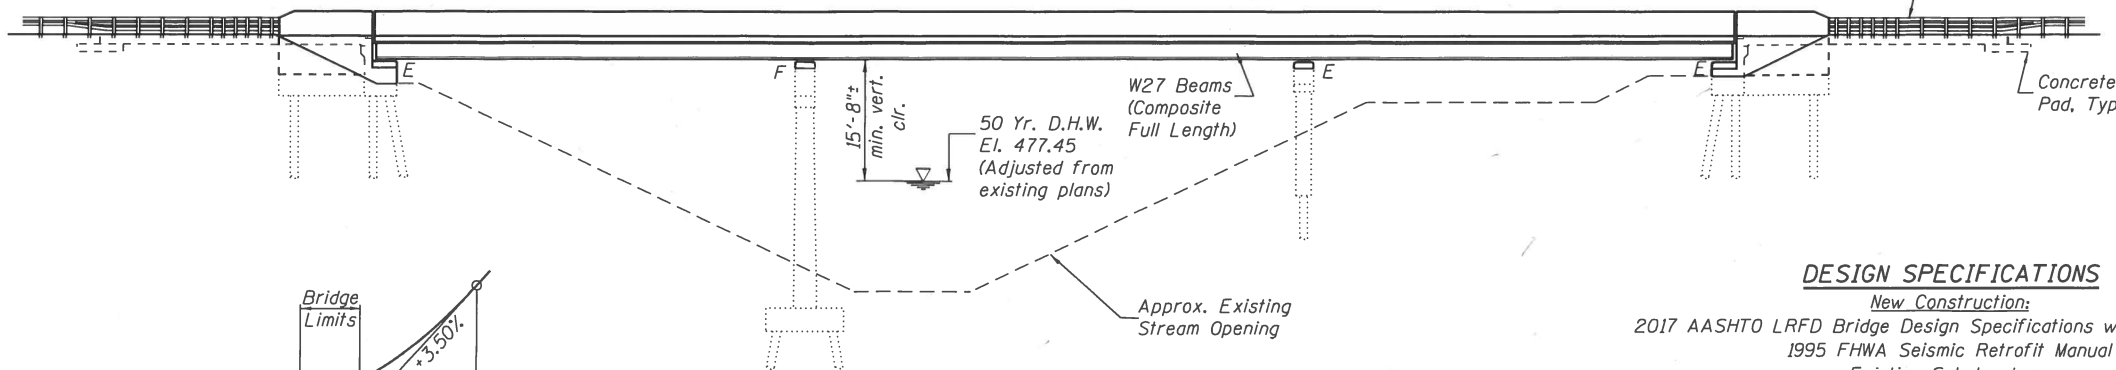 E
F
E
E
15'-8"±
min. vert.
clr.
W27 Beams
(Composite
Full Length)
50 Yr. D.H.W.
El. 477.45
(Adjusted from
existing plans)
Concrete
Pad, Typ
Approx. Existing
Stream Opening
Bridge
Limits
+3.50%
DESIGN SPECIFICATIONS
New Construction:
2017 AASHTO LRFD Bridge Design Specifications w
1995 FHWA Seismic Retrofit Manual